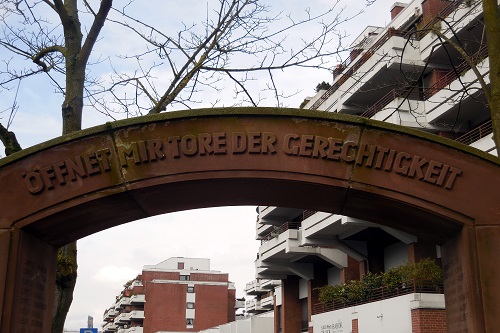 ÖFFNET MIR TORE DER GERECHTIGKEIT